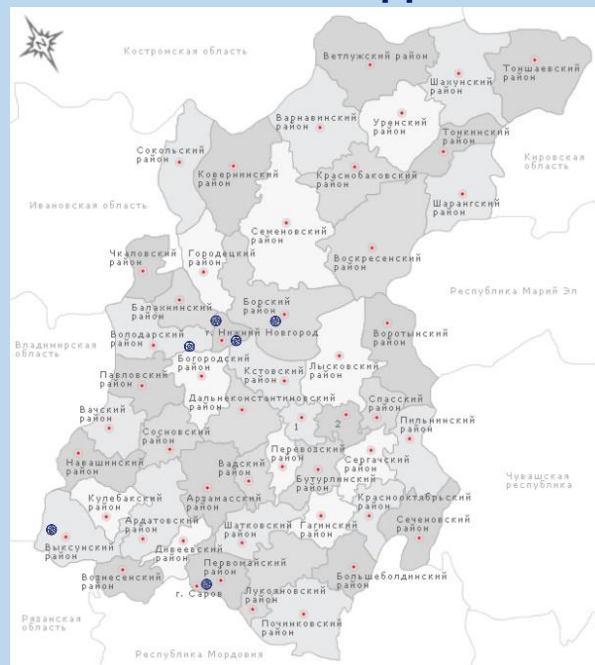 Костромская область
Ветлужский район
Тоншаевский
район
Шахунский
район
Варнавинский
район
Уренский
район
Тонкинский
район
Сокольский
район
Ковернинский
район
Краснобаковский
район
Кировская
область
Шарангский
район
Ивановская область
Семеновский
район
Воскресенский
район
Чкаловский
район
Городецкий
район
Республика Марий Эл
Балахнинский
район
Борский
район
Воротынский
район
Володарский
район
г. Нижний Новгород
Владимирская
область
Богородский
район
Кстовский
район
Лысковский
район
Павловский
район
Дальнеконстантиновский
район
Спасский
район
Вачский
район
1
2
Пильнинский
район
Сосновский
район
Перевозский
район
Сергачский
район
Навашинский
район
Вадский
район
Бутурлинский
район
Чувашская
республика
Кулебакский
район
Арзамасский
район
Краснооктябрьский
район
Гагинский
район
Сеченовский
район
Ардатовский
район
Шатковский
район
Выксунский
район
Дивеевский
район
Первомайский
район
Большеболдинский
район
Вознесенский
район
г. Саров
Лукояновский
район
Починковский
район
Рязанская
область
Республика Мордовия